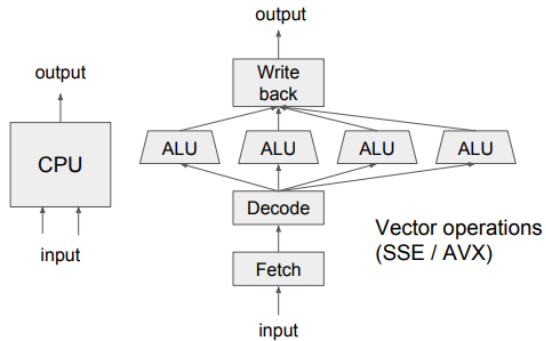 output
CPU
input
output
Write
back
ALU ALU ALU ALU
Decode
Fetch
input
Vector operations
(SSE / AVX)